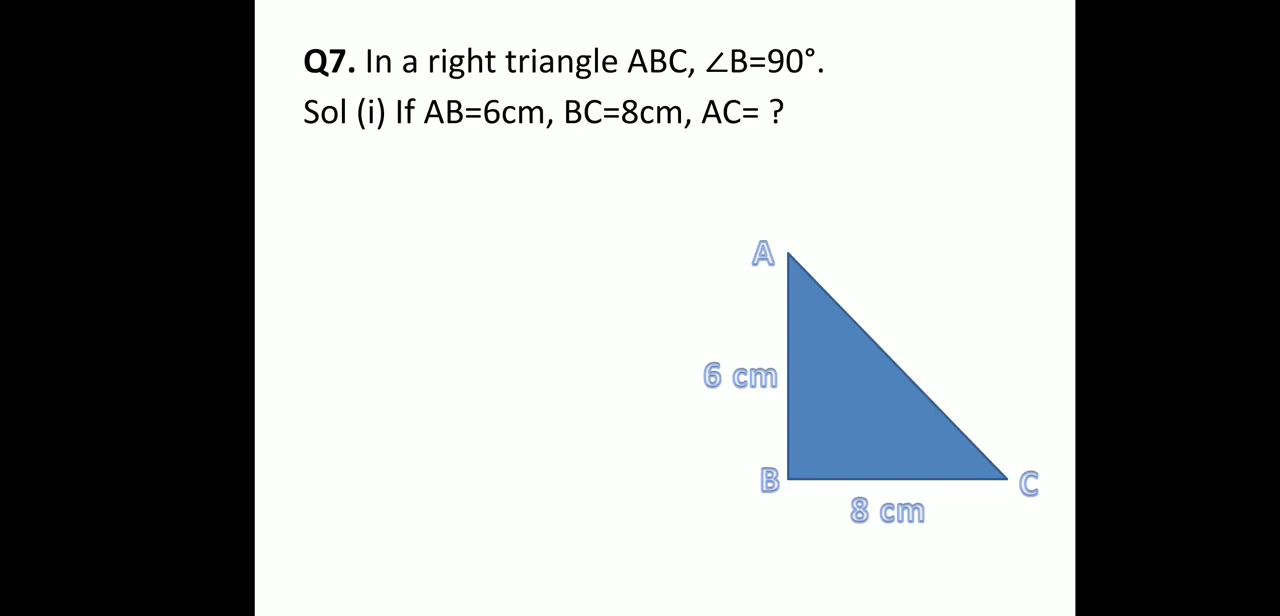 Q7. In a right triangle ABC, ∠B=90°.
Sol (i) If AB=6cm, BC=8cm, AC= ?
A
6 cm
B
C
8 cm